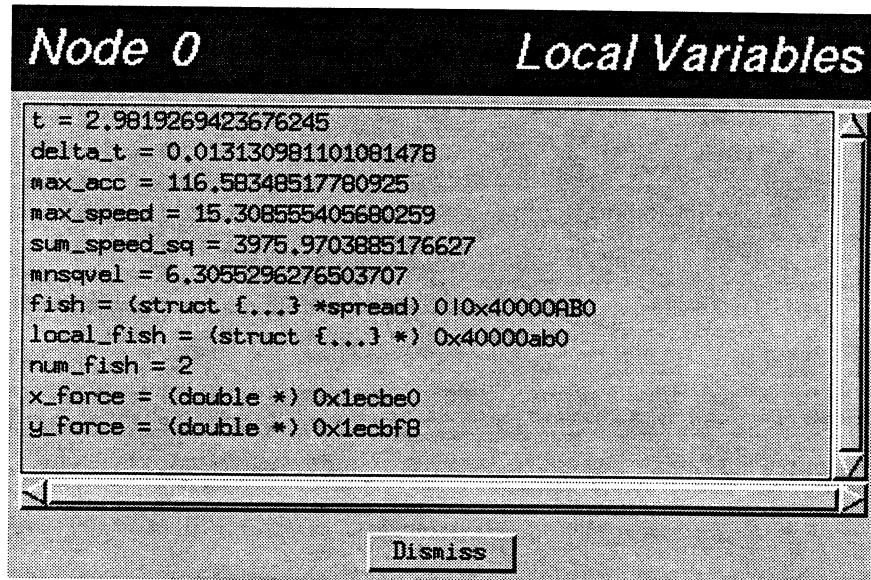 Node 0 Local Variables
t = 2.9819269423676245
delta_t = 0.013130981101081478
max_acc = 116.58348517780925
max_speed = 15.308555405680259
sum_speed_sq = 3975.9703885176627
mnsqvel = 6.3055296276503707
fish = (struct {...} *spread) 0!0x40000AB0
local_fish = (struct {...} *) 0x40000ab0
num_fish = 2
x_force = (double *) 0x1ecbe0
y_force = (double *) 0x1ecbf8
Dismiss